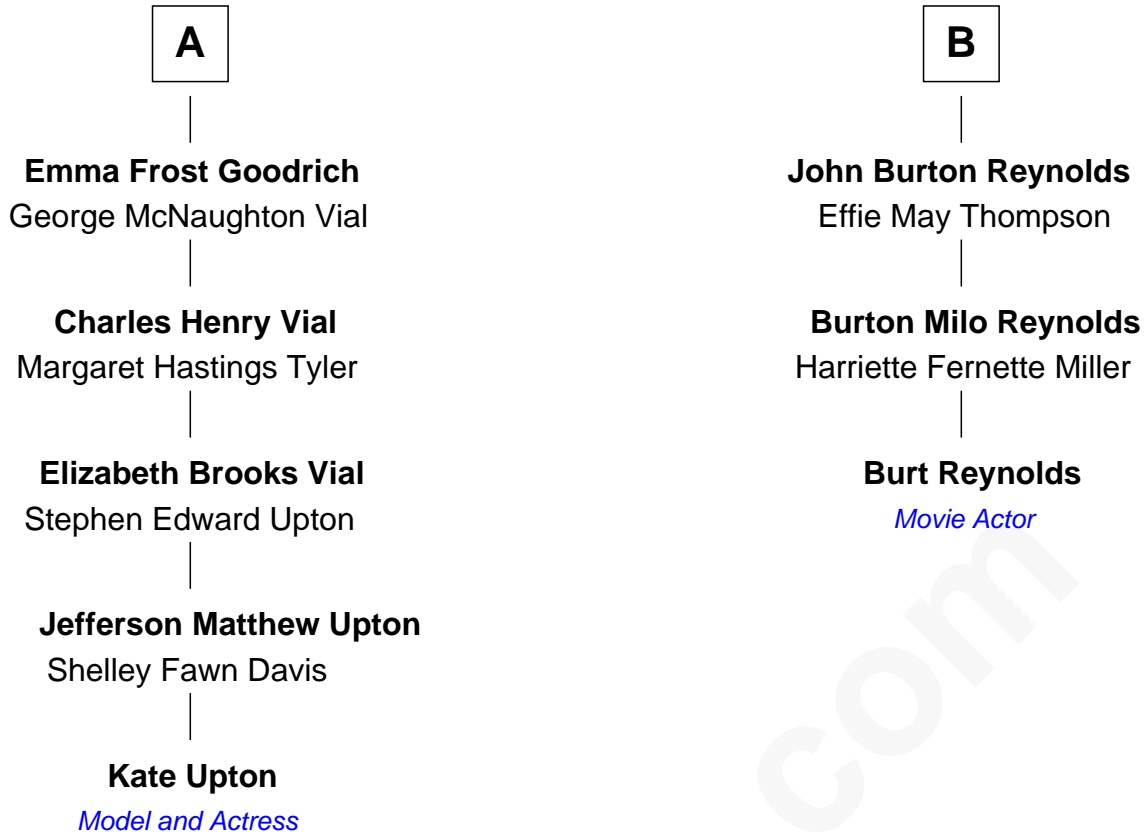 A
Emma Frost Goodrich
George McNaughton Vial
Charles Henry Vial
Margaret Hastings Tyler
Elizabeth Brooks Vial
Stephen Edward Upton
Jefferson Matthew Upton
Shelley Fawn Davis
Kate Upton
Model and Actress
B
John Burton Reynolds
Effie May Thompson
Burton Milo Reynolds
Harriette Fernette Miller
Burt Reynolds
Movie Actor
com